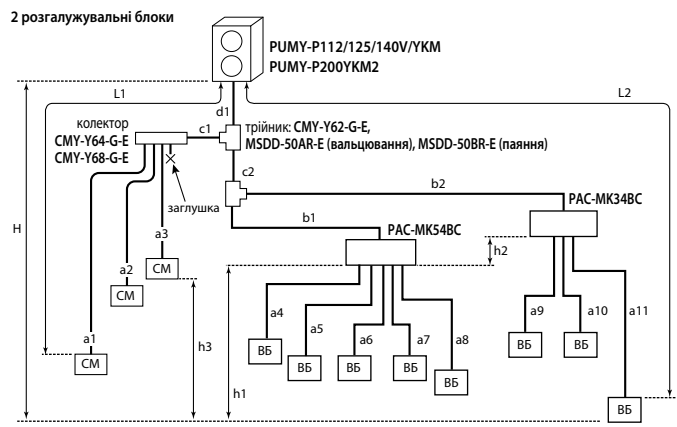 2 розгалужувальні блоки
PUMY-P112/125/140V/YKM
PUMY-P200YKM2
L1
L2
d1
колектор
CMY-Y64-G-E
CMY-Y68-G-E
c1
трійник: CMY-Y62-G-E,
MSDD-50AR-E (вальцювання), MSDD-50BR-E (паяння)
c2
b2
заглушка
PAC-MK34BC
b1
PAC-MK54BC
H
a3
h2
a2
СМ
СМ
a1
СМ
h3
h1
a4
a5
a6
a7
a8
a9
a10
a11
ВБ
ВБ
ВБ
ВБ
ВБ
ВБ
ВБ
ВБ